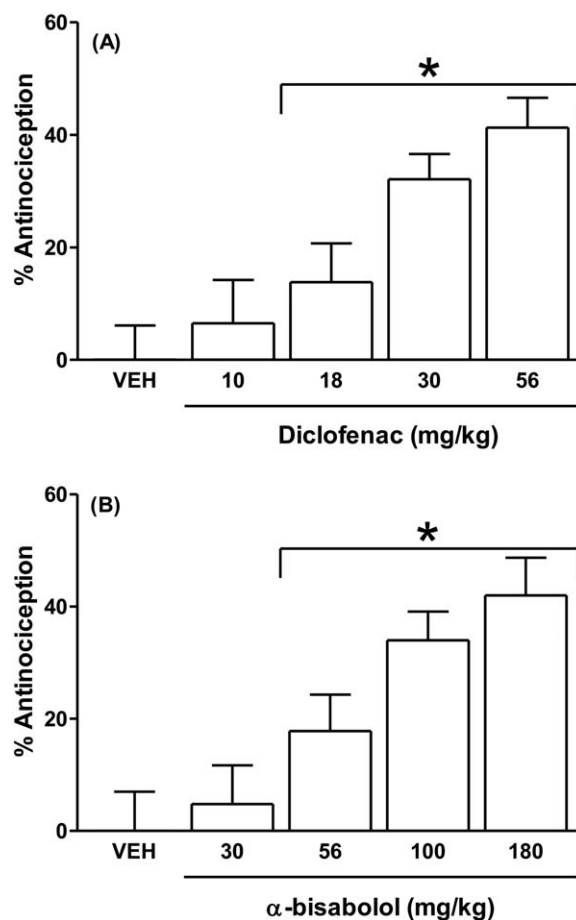 60
(A)
*
40
% Antinociception
20
0
VEH 10 18 30 56
Diclofenac (mg/kg)
60
(B)
*
40
% Antinociception
20
0
VEH 30 56 100 180
α-bisabolol (mg/kg)